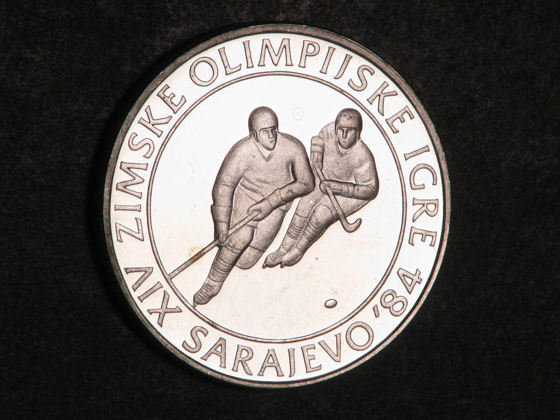 XIV ZIMSKE OLIMPIJSKE IGRE
SARAJEVO '84